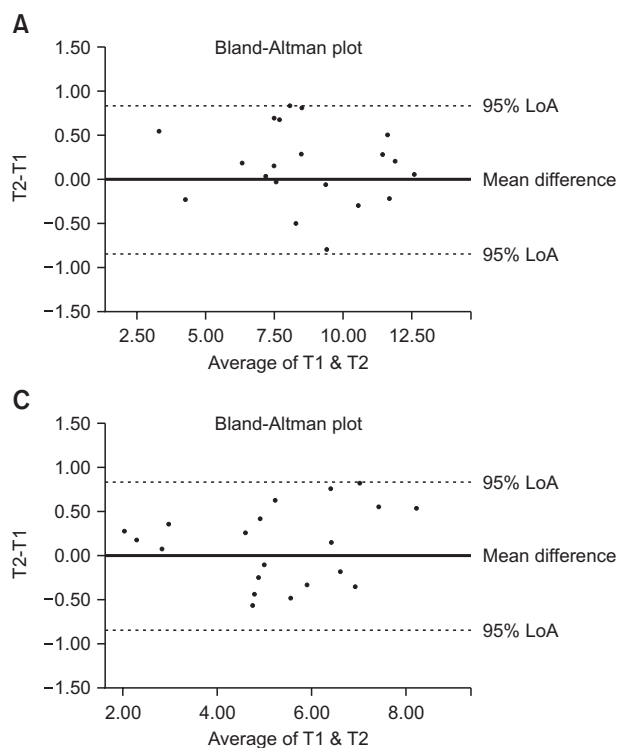 A
Bland-Altman plot
1.50
1.00
0.50
0.00
−0.50
−1.00
−1.50
T2-T1
95% LoA
Mean difference
95% LoA
2.50 5.00 7.50 10.00 12.50
Average of T1 & T2
C
Bland-Altman plot
1.50
1.00
0.50
0.00
−0.50
−1.00
−1.50
T2-T1
95% LoA
Mean difference
95% LoA
2.00 4.00 6.00 8.00
Average of T1 & T2